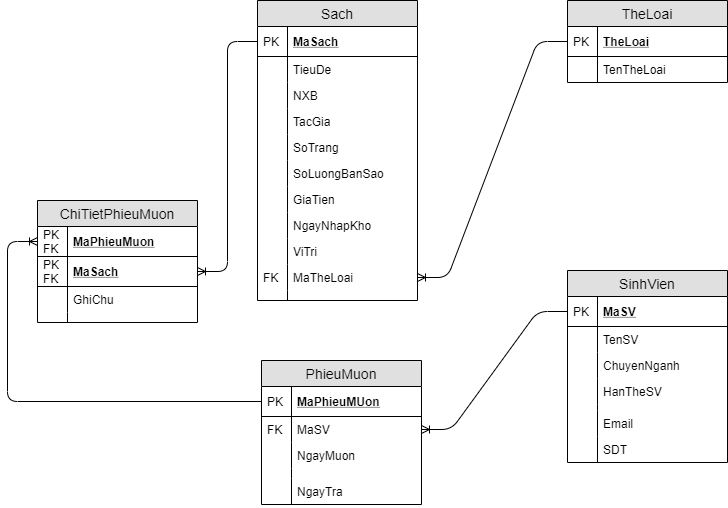 Sach
PK MaSach
TieuDe
NXB
TacGia
SoTrang
SoLuongBanSao
GiaTien
NgayNhapKho
ViTri
FK MaTheLoai
TheLoai
PK TheLoai
TenTheLoai
ChiTietPhieuMuon
PK
FK MaPhieuMuon
PK
FK MaSach
GhiChu
SinhVien
PK MaSV
TenSV
ChuyenNganh
HanTheSV
Email
SDT
PhieuMuon
PK MaPhieuMUon
FK MaSV
NgayMuon
NgayTra